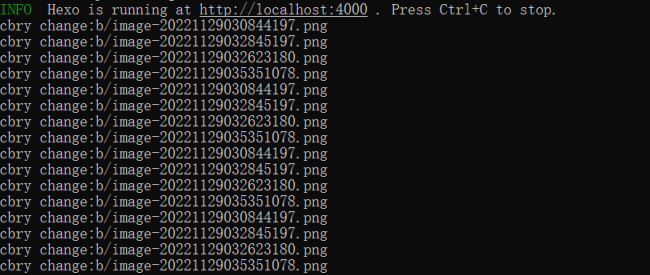 INFO  Hexo is running at http://localhost:4000 . Press Ctrl+C to stop.
cbry change:b/image-20221129030844197.png
cbry change:b/image-20221129032845197.png
cbry change:b/image-20221129032623180.png
cbry change:b/image-20221129035351078.png
cbry change:b/image-20221129030844197.png
cbry change:b/image-20221129032845197.png
cbry change:b/image-20221129032623180.png
cbry change:b/image-20221129035351078.png
cbry change:b/image-20221129030844197.png
cbry change:b/image-20221129032845197.png
cbry change:b/image-20221129032623180.png
cbry change:b/image-20221129035351078.png
cbry change:b/image-20221129030844197.png
cbry change:b/image-20221129032845197.png
cbry change:b/image-20221129032623180.png
cbry change:b/image-20221129035351078.png